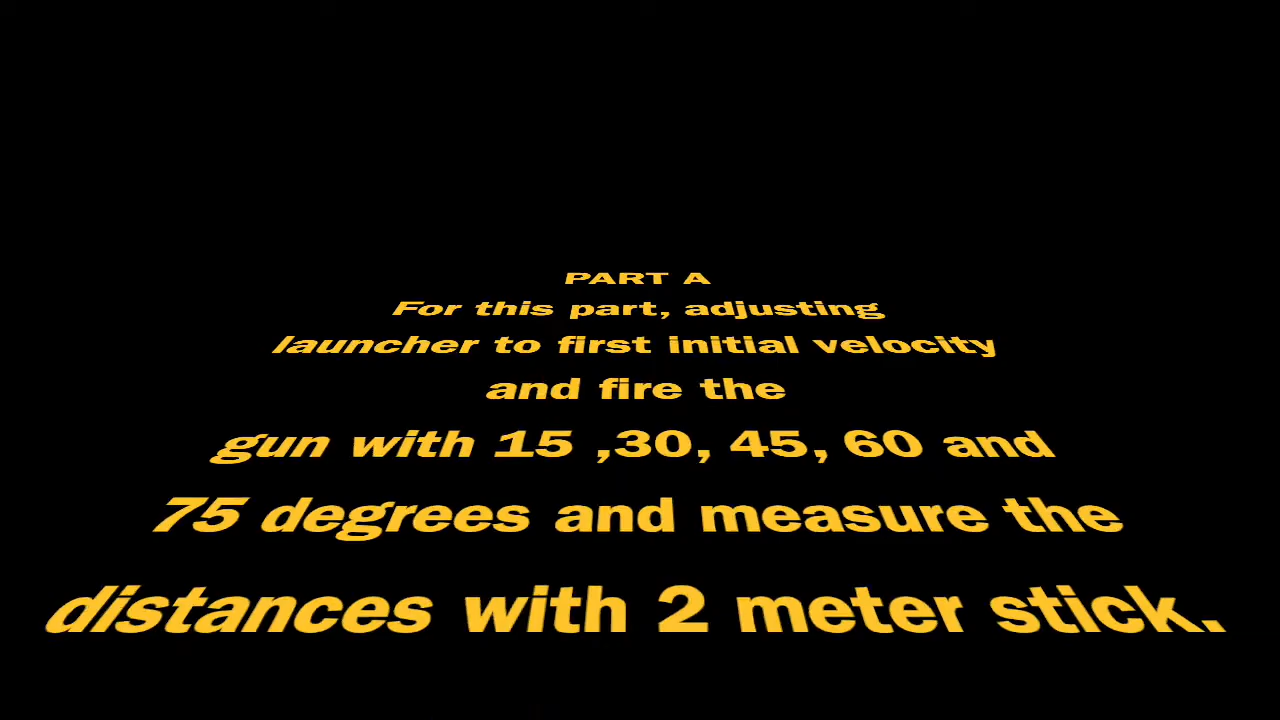 PART A
For this part, adjusting
launcher to first initial velocity
and fire the
gun with 15 ,30, 45, 60 and
75 degrees and measure the
distances with 2 meter stick.